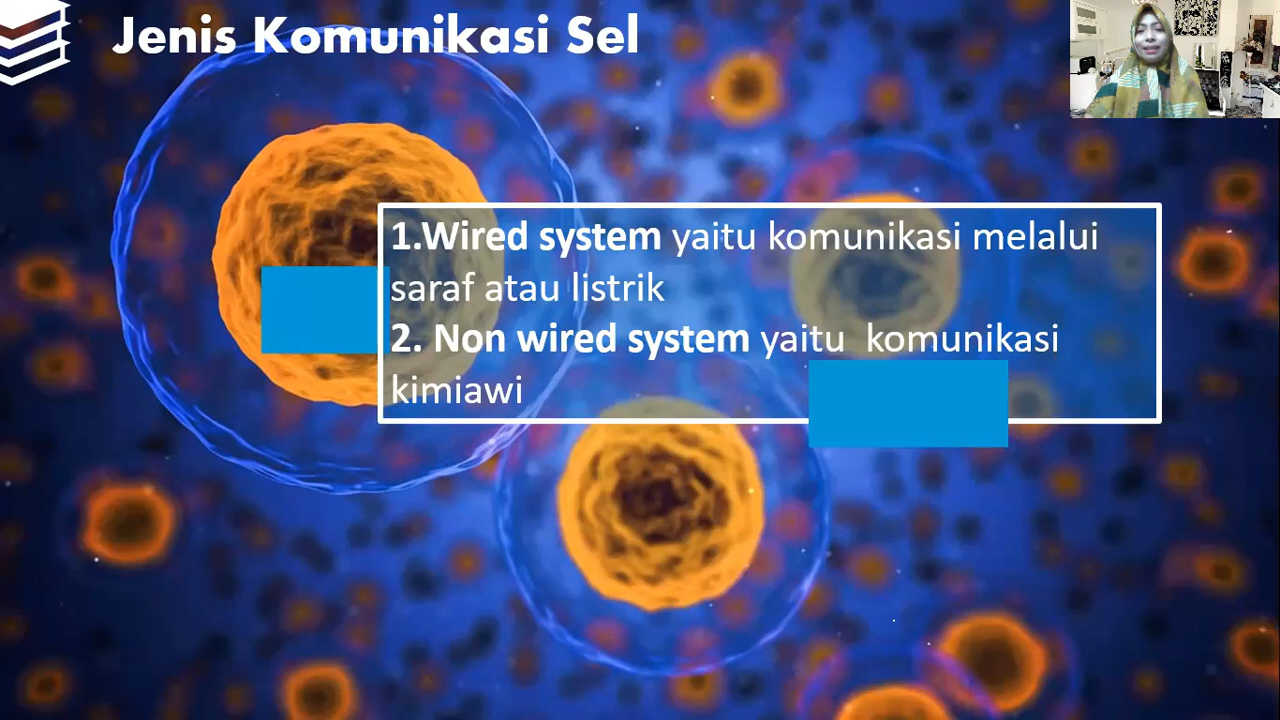 Jenis Komunikasi Sel
1.Wired system yaitu komunikasi melalui
saraf atau listrik
2. Non wired system yaitu  komunikasi
kimiawi